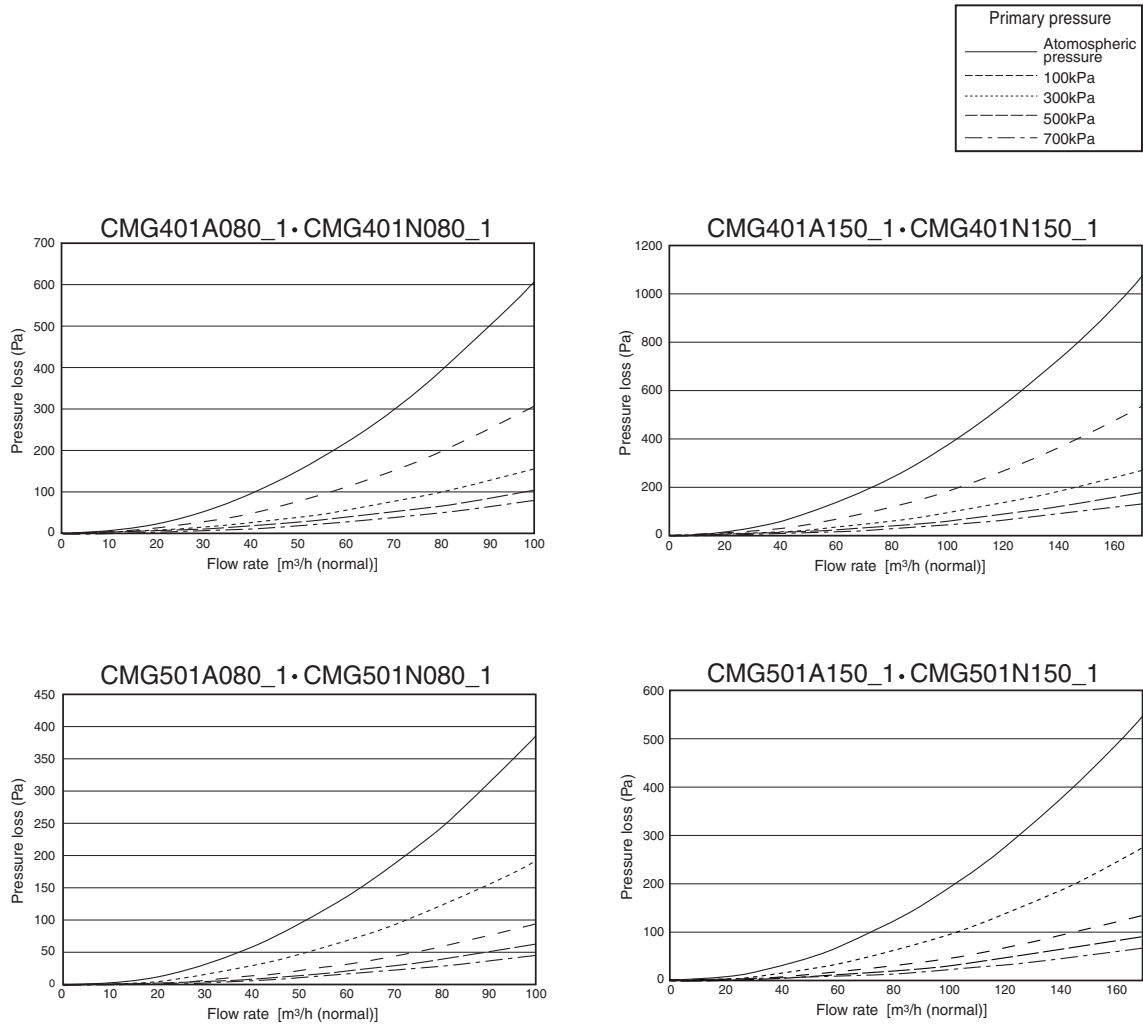 Primary pressure
Atomospheric
pressure
100kPa
300kPa
500kPa
700kPa
CMG401A080_1・CMG401N080_1
700
600
500
400
300
200
100
0
Pressure loss (Pa)
0 10 20 30 40 50 60 70 80 90 100
Flow rate [m³/h (normal)]
CMG401A150_1・CMG401N150_1
1200
1000
800
600
400
200
0
Pressure loss (Pa)
0 20 40 60 80 100 120 140 160
Flow rate [m³/h (normal)]
CMG501A080_1・CMG501N080_1
450
400
350
300
250
200
150
100
50
0
Pressure loss (Pa)
0 10 20 30 40 50 60 70 80 90 100
Flow rate [m³/h (normal)]
CMG501A150_1・CMG501N150_1
600
500
400
300
200
100
0
Pressure loss (Pa)
0 20 40 60 80 100 120 140 160
Flow rate [m³/h (normal)]